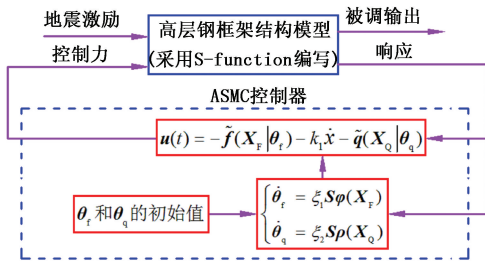 地震激励
控制力
高层钢框架结构模型
(采用S-function编写)
被调输出
响应
ASMC控制器
u(t) = −f̃(X_F|θ_f) − k₁ẋ − q̃(X_Q|θ_q)
θ_f和θ_q的初始值
θ̇_f = ξ₁Sφ(X_F)
θ̇_q = ξ₂Sρ(X_Q)